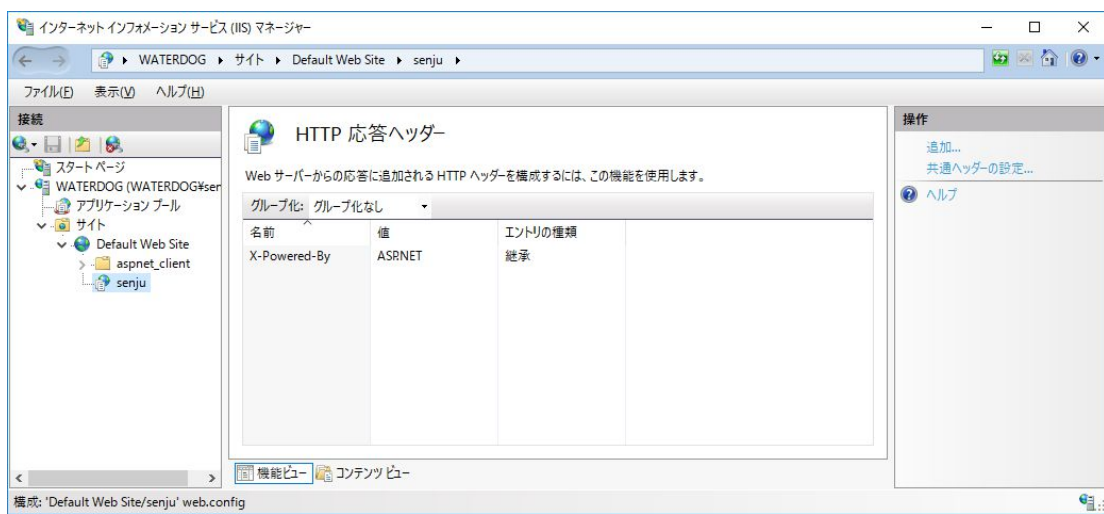 インターネット インフォメーション サービス (IIS) マネージャー
WATERDOG ▸ サイト ▸ Default Web Site ▸ senju ▸
ファイル(F) 表示(V) ヘルプ(H)
接続
スタート ページ
WATERDOG (WATERDOG¥ser
アプリケーション プール
サイト
Default Web Site
aspnet_client
senju
HTTP 応答ヘッダー
Web サーバーからの応答に追加される HTTP ヘッダーを構成するには、この機能を使用します。
グループ化: グループ化なし
名前 値 エントリの種類
X-Powered-By ASP.NET 継承
機能ビュー コンテンツ ビュー
操作
追加...
共通ヘッダーの設定...
ヘルプ
構成: 'Default Web Site/senju' web.config